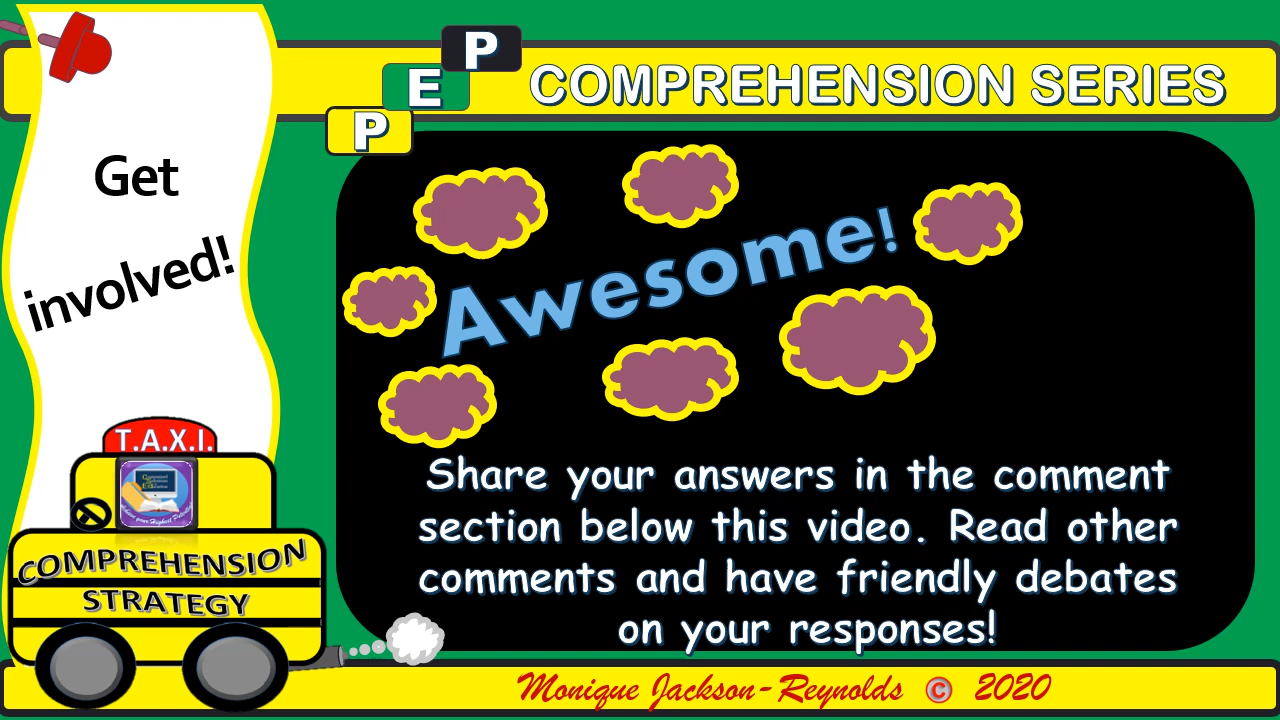 P
E
P
COMPREHENSION SERIES
Get
involved!
Awesome!
T.A.X.I.
COMPREHENSION
STRATEGY
Share your answers in the comment
section below this video. Read other
comments and have friendly debates
on your responses!
Monique Jackson-Reynolds © 2020